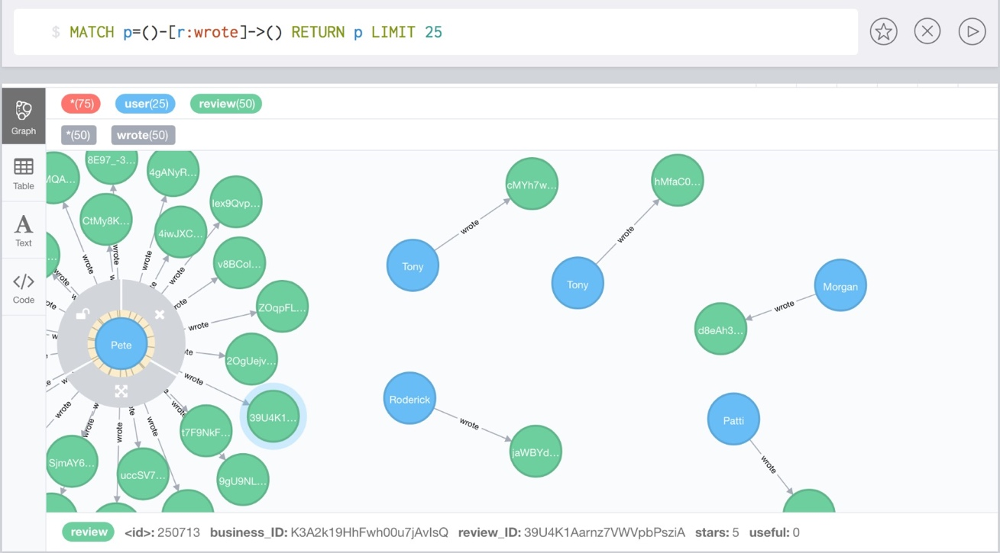 $ MATCH p=()-[r:wrote]->() RETURN p LIMIT 25
*(75) user(25) review(50)
*(50) wrote(50)
Graph
Table
Text
Code
MQA...
8E97_-3...
4gANyR...
CtMy8K...
4iwJXC...
v8BCol...
ZOqpFL...
2OgUejv...
39U4K1...
t7F9NkF...
9gU9NL...
SjmAY6...
uccSV7...
Pete
wrote
wrote
wrote
wrote
wrote
wrote
wrote
wrote
wrote
wrote
wrote
cMYh7w...
wrote
Tony
hMfaC0...
wrote
Tony
Morgan
wrote
d8eAh3...
Roderick
wrote
jaWBYd...
Patti
wrote
review <id>: 250713 business_ID: K3A2k19HhFwh00u7jAvIsQ review_ID: 39U4K1Aarnz7VWVpbPsziA stars: 5 useful: 0